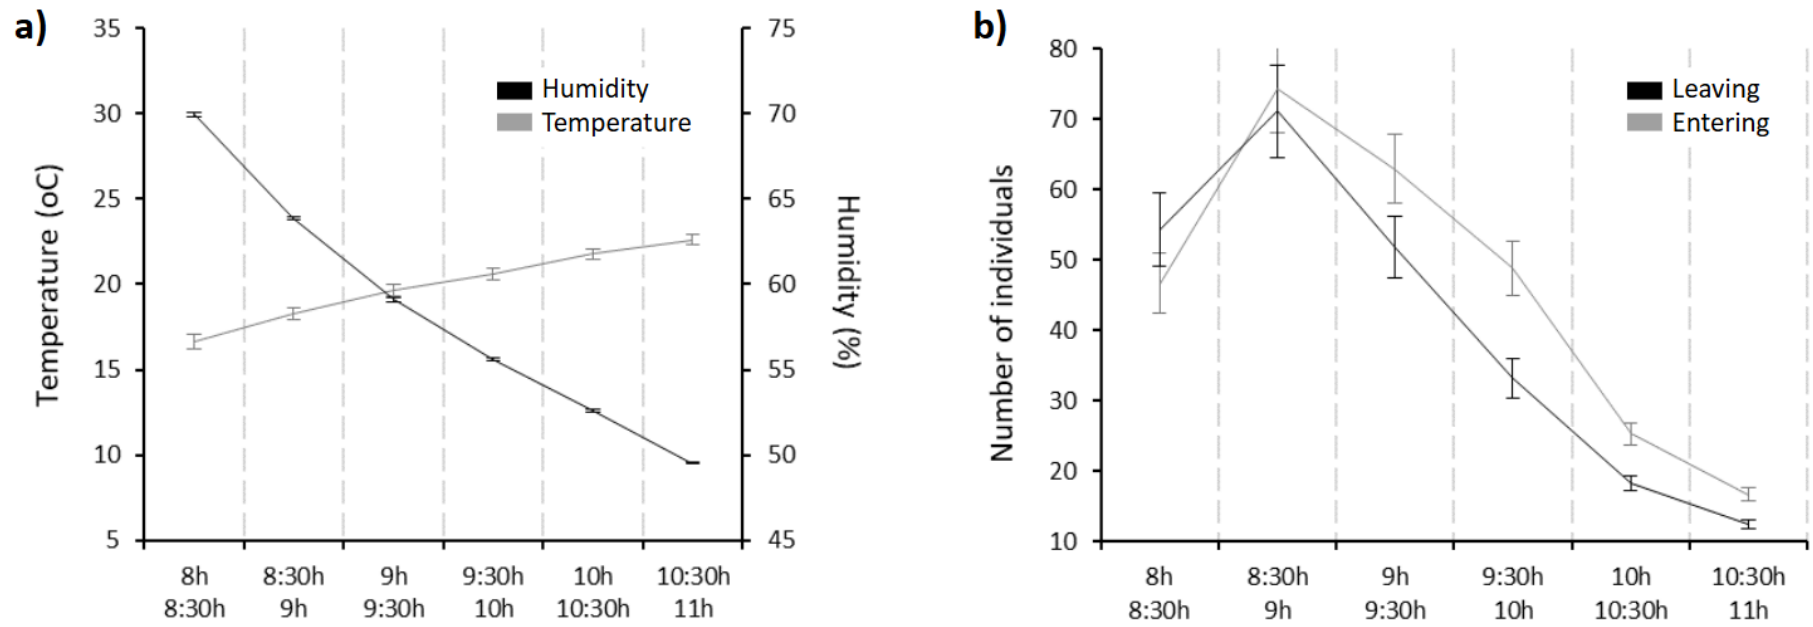 a)
35
30
25
20
15
10
5
Temperature (oC)
75
70
65
60
55
50
45
Humidity (%)
Humidity
Temperature
8h 8:30h 9h 9:30h 10h 10:30h
8:30h 9h 9:30h 10h 10:30h 11h
b)
80
70
60
50
40
30
20
10
Number of individuals
Leaving
Entering
8h 8:30h 9h 9:30h 10h 10:30h
8:30h 9h 9:30h 10h 10:30h 11h